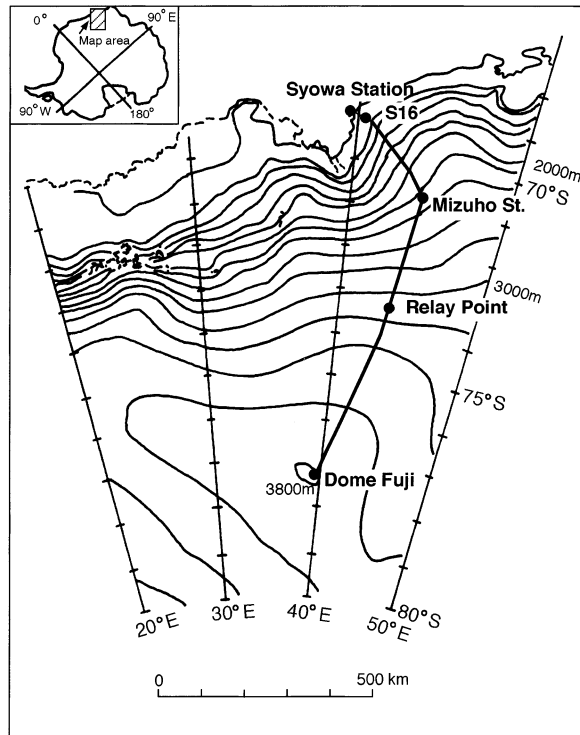 0°
90°E
Map area
90°W
180°
Syowa Station
S16
2000m
70°S
Mizuho St.
3000m
Relay Point
75°S
Dome Fuji
3800m
80°S
50°E
40°E
30°E
20°E
0
500 km